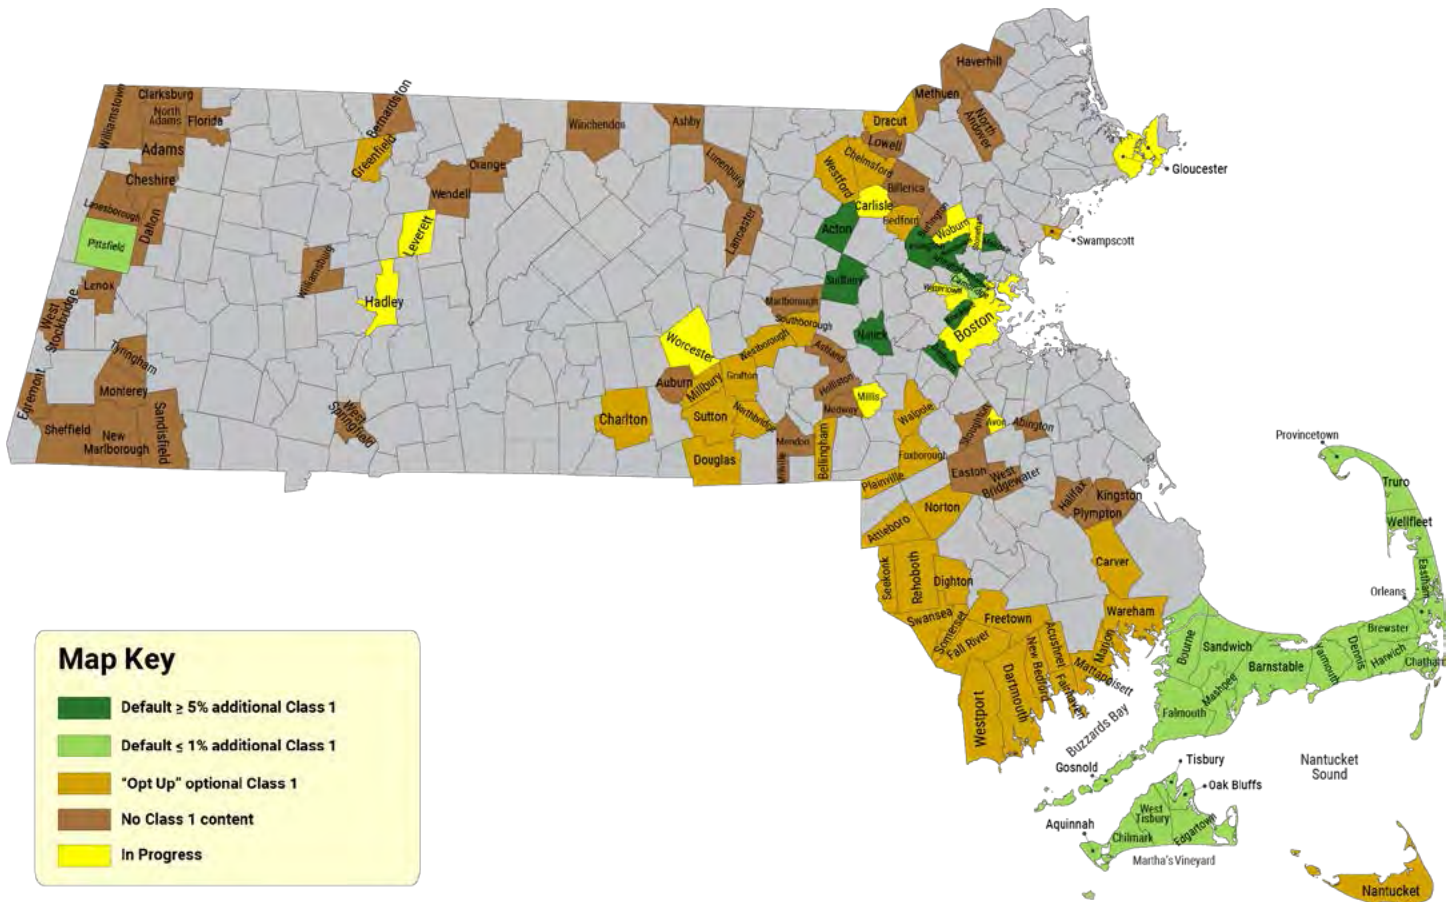 Clarksburg
Williamstown
North
Adams
Florida
Adams
Cheshire
Lanesborough
Dalton
Pittsfield
Lenox
West
Stockbridge
Tyringham
Monterey
Egremont
Sheffield
New
Marlborough
Sandisfield
Bernardston
Greenfield
Orange
Wendell
Leverett
Williamsburg
Hadley
West
Springfield
Winchendon
Ashby
Lunenburg
Lancaster
Haverhill
Methuen
North
Andover
Dracut
Lowell
Chelmsford
Westford
Billerica
Carlisle
Bedford
Burlington
Woburn
Stoneham
Acton
Sudbury
Watertown
Cambridge
Boston
Natick
Gloucester
Swampscott
Marlborough
Southborough
Westborough
Worcester
Ashland
Holliston
Auburn
Millbury
Grafton
Medway
Millis
Charlton
Sutton
Northbridge
Mendon
Millville
Bellingham
Douglas
Walpole
Foxborough
Plainville
Stoughton
Avon
Abington
Easton
West
Bridgewater
Halifax
Kingston
Plympton
Norton
Attleboro
Carver
Seekonk
Rehoboth
Dighton
Swansea
Somerset
Fall River
Freetown
Acushnet
New Bedford
Fairhaven
Dartmouth
Westport
Mattapoisett
Marion
Wareham
Buzzards Bay
Provincetown
Truro
Wellfleet
Eastham
Orleans
Brewster
Bourne
Sandwich
Barnstable
Yarmouth
Dennis
Harwich
Chatham
Mashpee
Falmouth
Gosnold
Tisbury
Oak Bluffs
West
Tisbury
Aquinnah
Chilmark
Edgartown
Martha's Vineyard
Nantucket
Sound
Nantucket
Map Key
Default ≥ 5% additional Class 1
Default ≤ 1% additional Class 1
"Opt Up" optional Class 1
No Class 1 content
In Progress